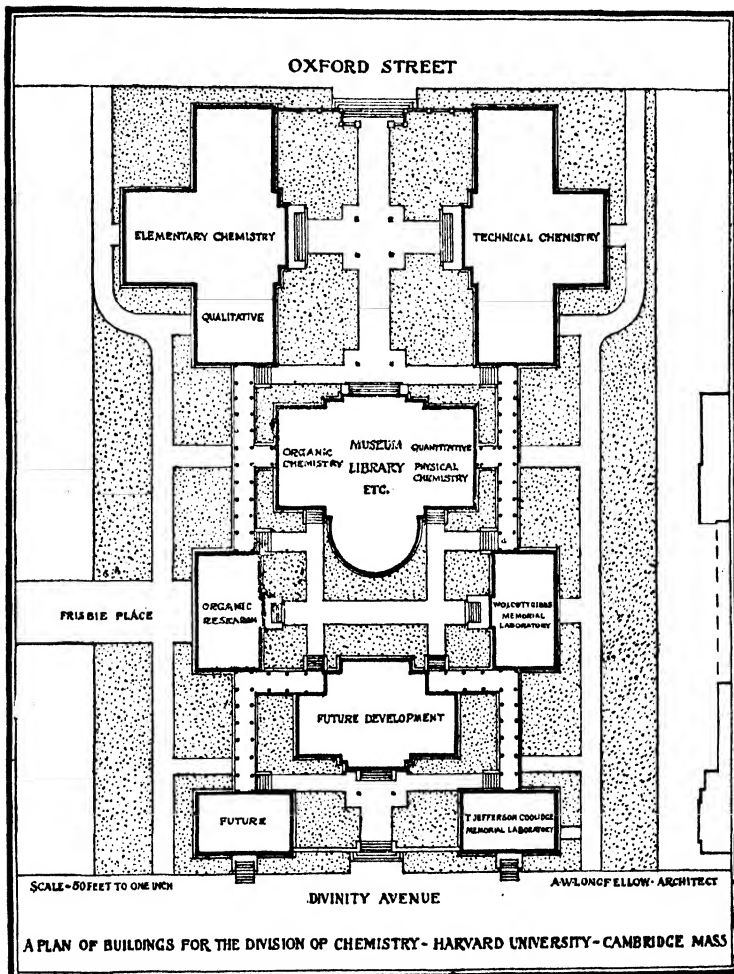 OXFORD STREET
ELEMENTARY CHEMISTRY
TECHNICAL CHEMISTRY
QUALITATIVE
ORGANIC
CHEMISTRY
MUSEUM
LIBRARY
ETC.
QUANTITATIVE
PHYSICAL
CHEMISTRY
FRISBIE PLACE
ORGANIC
RESEARCH
WOLCOTT GIBBS
MEMORIAL
LABORATORY
FUTURE DEVELOPMENT
FUTURE
T JEFFERSON COOLIDGE
MEMORIAL LABORATORY
SCALE-50 FEET TO ONE INCH
DIVINITY AVENUE
A·W·LONGFELLOW· ARCHITECT
A PLAN OF BUILDINGS FOR THE DIVISION OF CHEMISTRY - HARVARD UNIVERSITY - CAMBRIDGE MASS